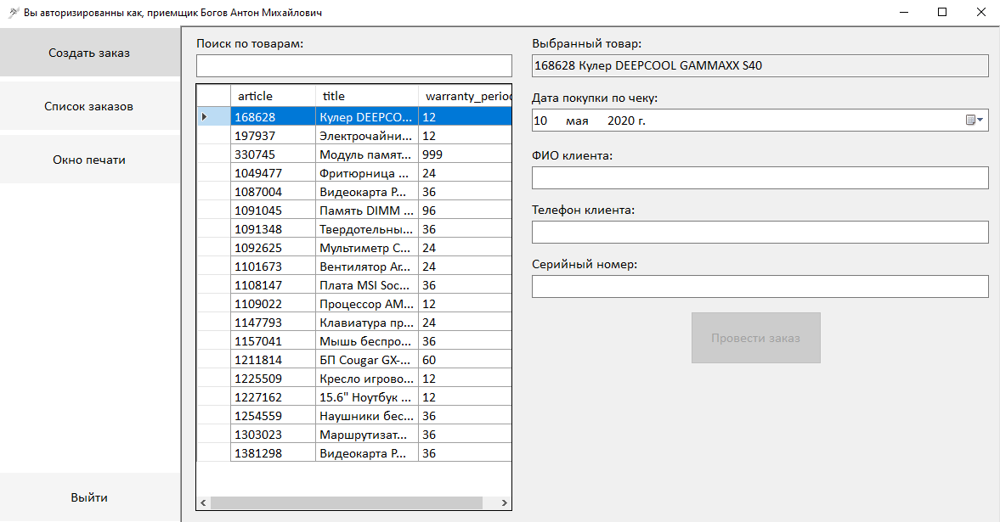 Вы авторизированны как, приемщик Богов Антон Михайлович
Создать заказ
Список заказов
Окно печати
Выйти
Поиск по товарам:
article title warranty_perioc
168628 Кулер DEEPCO... 12
197937 Электрочайни... 12
330745 Модуль памят... 999
1049477 Фритюрница ... 24
1087004 Видеокарта P... 36
1091045 Память DIMM ... 96
1091348 Твердотельны... 36
1092625 Мультиметр С... 24
1101673 Вентилятор Ar... 24
1108147 Плата MSI Soc... 36
1109022 Процессор AM... 12
1147793 Клавиатура пр... 24
1157041 Мышь беспро... 36
1211814 БП Cougar GX-... 60
1225509 Кресло игрово... 12
1227162 15.6" Ноутбук ... 12
1254559 Наушники бес... 36
1303023 Маршрутизат... 36
1381298 Видеокарта P... 36
Выбранный товар:
168628 Кулер DEEPCOOL GAMMAXX S40
Дата покупки по чеку:
10 мая 2020 г.
ФИО клиента:
Телефон клиента:
Серийный номер:
Провести заказ